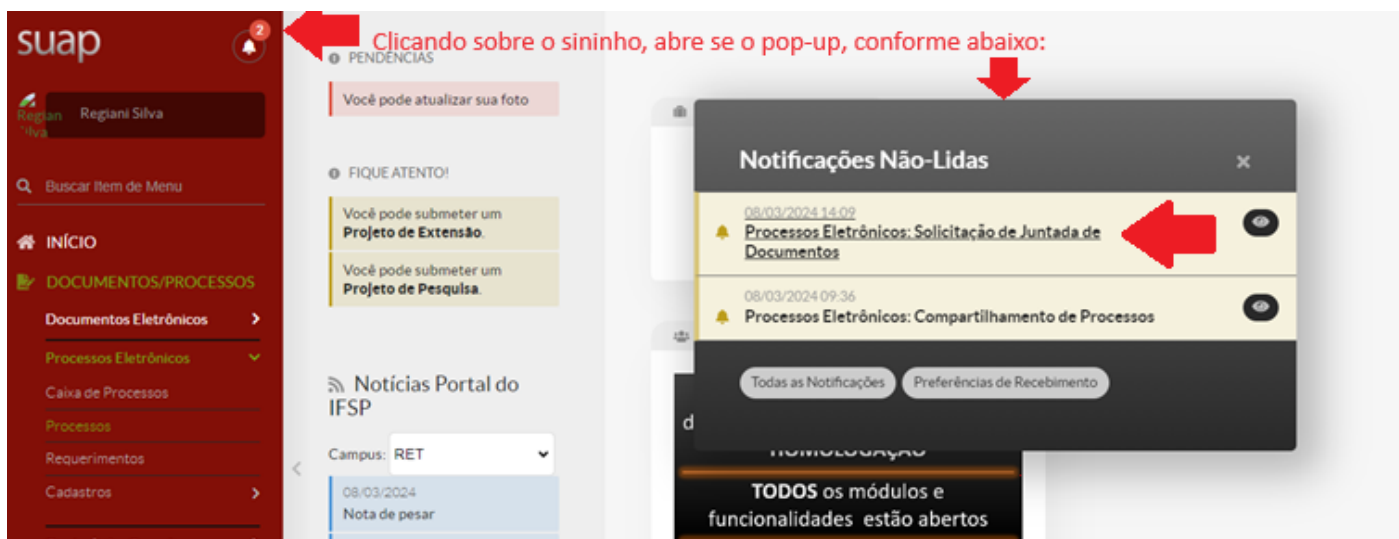 suap
2
Clicando sobre o sininho, abre se o pop-up, conforme abaixo:
Regian
Silva
Regiani Silva
Buscar Item de Menu
INÍCIO
DOCUMENTOS/PROCESSOS
Documentos Eletrônicos
Processos Eletrônicos
Caixa de Processos
Processos
Requerimentos
Cadastros
PENDÊNCIAS
Você pode atualizar sua foto
FIQUE ATENTO!
Você pode submeter um
Projeto de Extensão.
Você pode submeter um
Projeto de Pesquisa.
Notícias Portal do
IFSP
Campus: RET
08/03/2024
Nota de pesar
Notificações Não-Lidas
×
08/03/2024 14:09
Processos Eletrônicos: Solicitação de Juntada de
Documentos
08/03/2024 09:36
Processos Eletrônicos: Compartilhamento de Processos
Todas as Notificações
Preferências de Recebimento
d
HOMOLOGAÇÃO
TODOS os módulos e
funcionalidades estão abertos